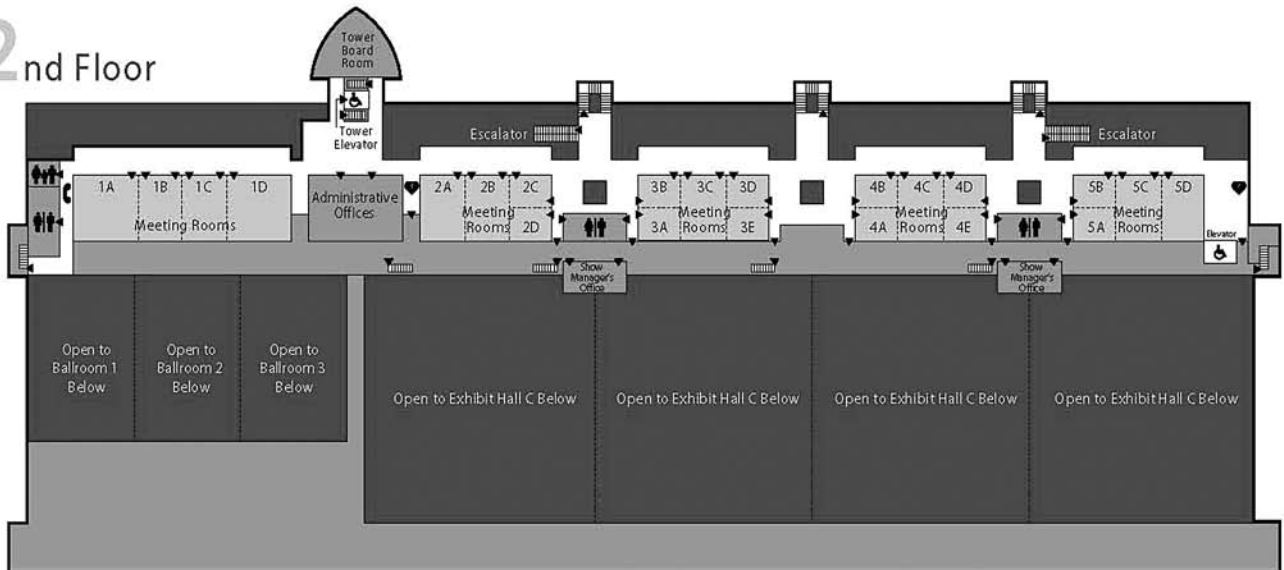 2nd Floor
Tower
Board
Room
Tower
Elevator
Escalator
Escalator
1A 1B 1C 1D
Meeting Rooms
Administrative
Offices
2A 2B 2C
Meeting
Rooms
2D
3B 3C 3D
Meeting
Rooms
3A 3E
4B 4C 4D
Meeting
Rooms
4A 4E
5B 5C 5D
Meeting
Rooms
5A
Elevator
Show
Manager's
Office
Show
Manager's
Office
Open to
Ballroom 1
Below
Open to
Ballroom 2
Below
Open to
Ballroom 3
Below
Open to Exhibit Hall C Below
Open to Exhibit Hall C Below
Open to Exhibit Hall C Below
Open to Exhibit Hall C Below